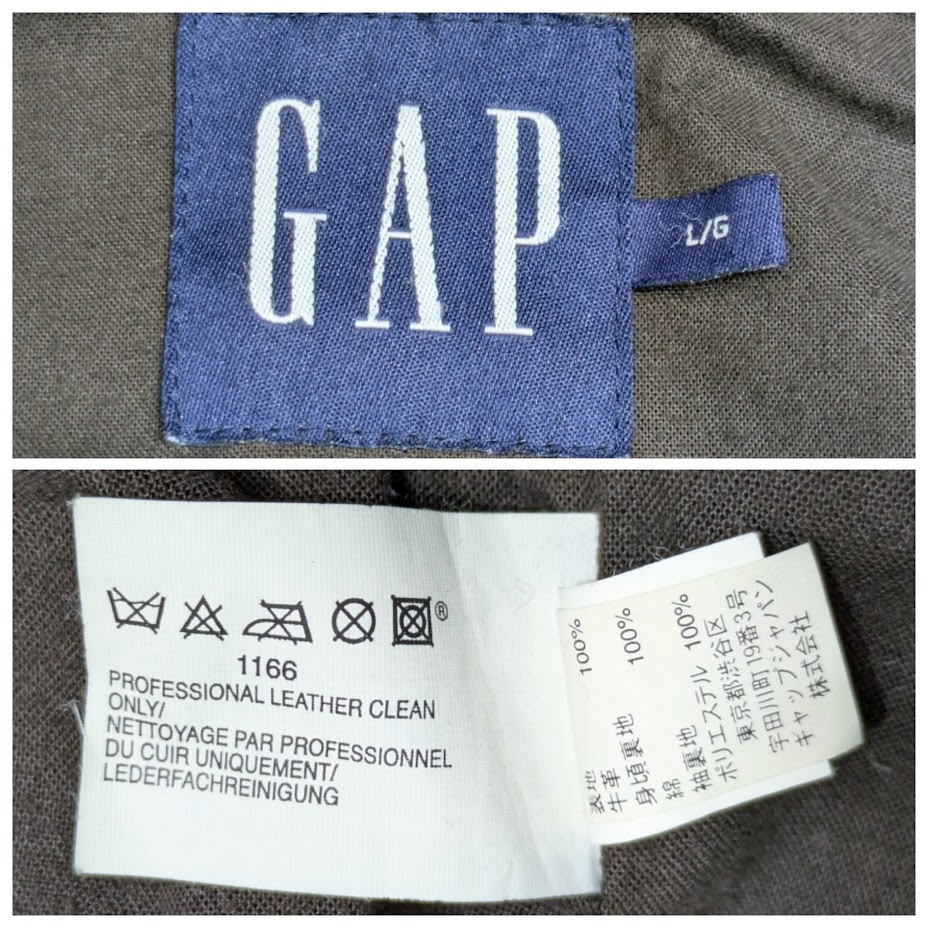 GAP
L/G
®
1166
PROFESSIONAL LEATHER CLEAN
ONLY/
NETTOYAGE PAR PROFESSIONNEL
DU CUIR UNIQUEMENT/
LEDERFACHREINIGUNG
表地
牛革 100%
身頃裏地
綿 100%
袖裏地
ポリエステル 100%
東京都渋谷区
宇田川町19番3号
ギャップジャパン
株式会社